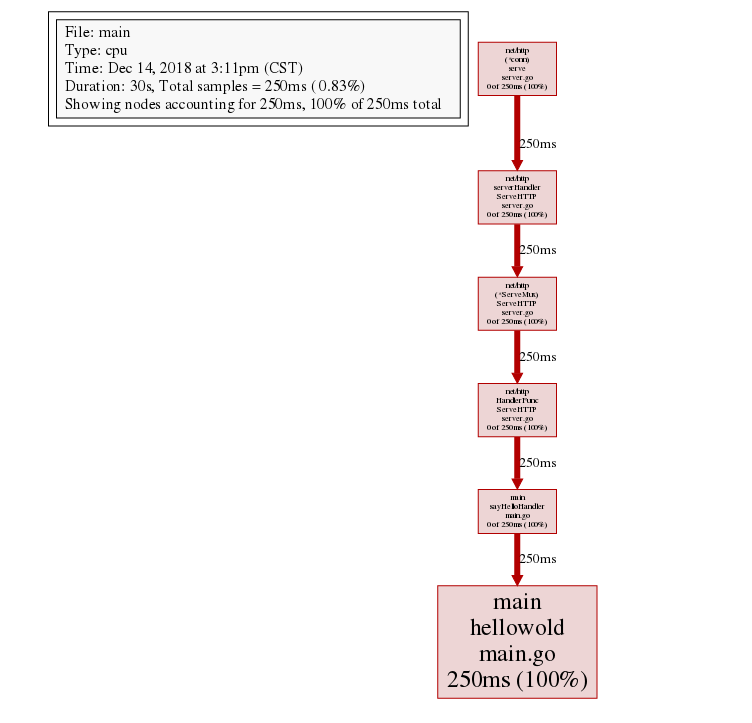 File: main
Type: cpu
Time: Dec 14, 2018 at 3:11pm (CST)
Duration: 30s, Total samples = 250ms ( 0.83%)
Showing nodes accounting for 250ms, 100% of 250ms total
net/http
(*conn)
serve
server.go
0 of 250ms (100%)
250ms
net/http
serverHandler
ServeHTTP
server.go
0 of 250ms (100%)
250ms
net/http
(*ServeMux)
ServeHTTP
server.go
0 of 250ms (100%)
250ms
net/http
HandlerFunc
ServeHTTP
server.go
0 of 250ms (100%)
250ms
main
sayHelloHandler
main.go
0 of 250ms (100%)
250ms
main
hellowold
main.go
250ms (100%)